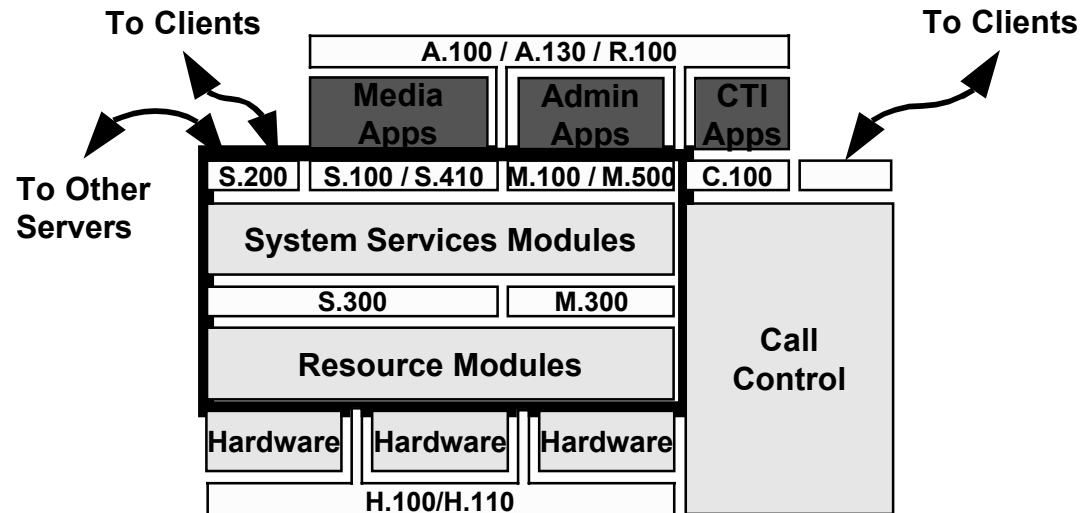 To Clients
To Clients
A.100 / A.130 / R.100
Media
Apps
Admin
Apps
CTI
Apps
To Other
Servers
S.200
S.100 / S.410
M.100 / M.500
C.100
System Services Modules
S.300
M.300
Resource Modules
Call
Control
Hardware
Hardware
Hardware
H.100/H.110